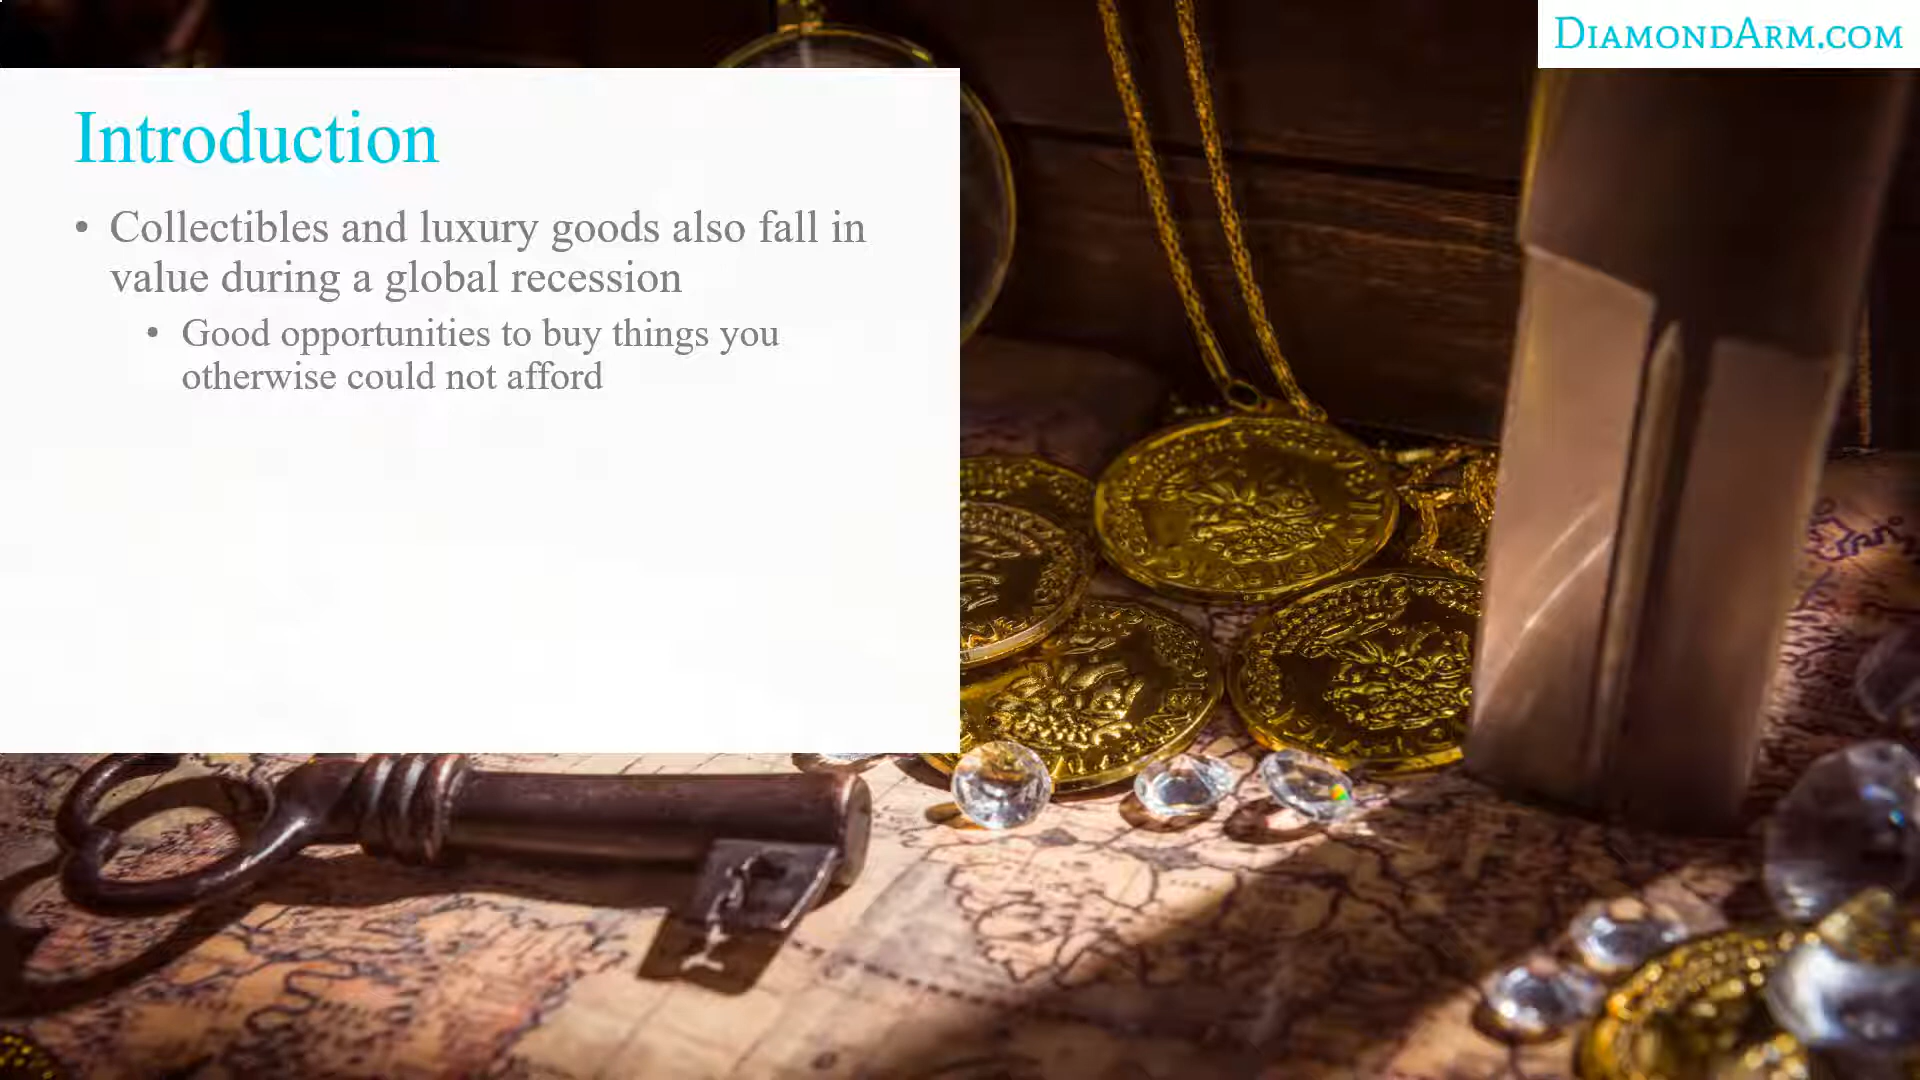 DiamondArm.com
Introduction
• Collectibles and luxury goods also fall in
value during a global recession
• Good opportunities to buy things you
otherwise could not afford